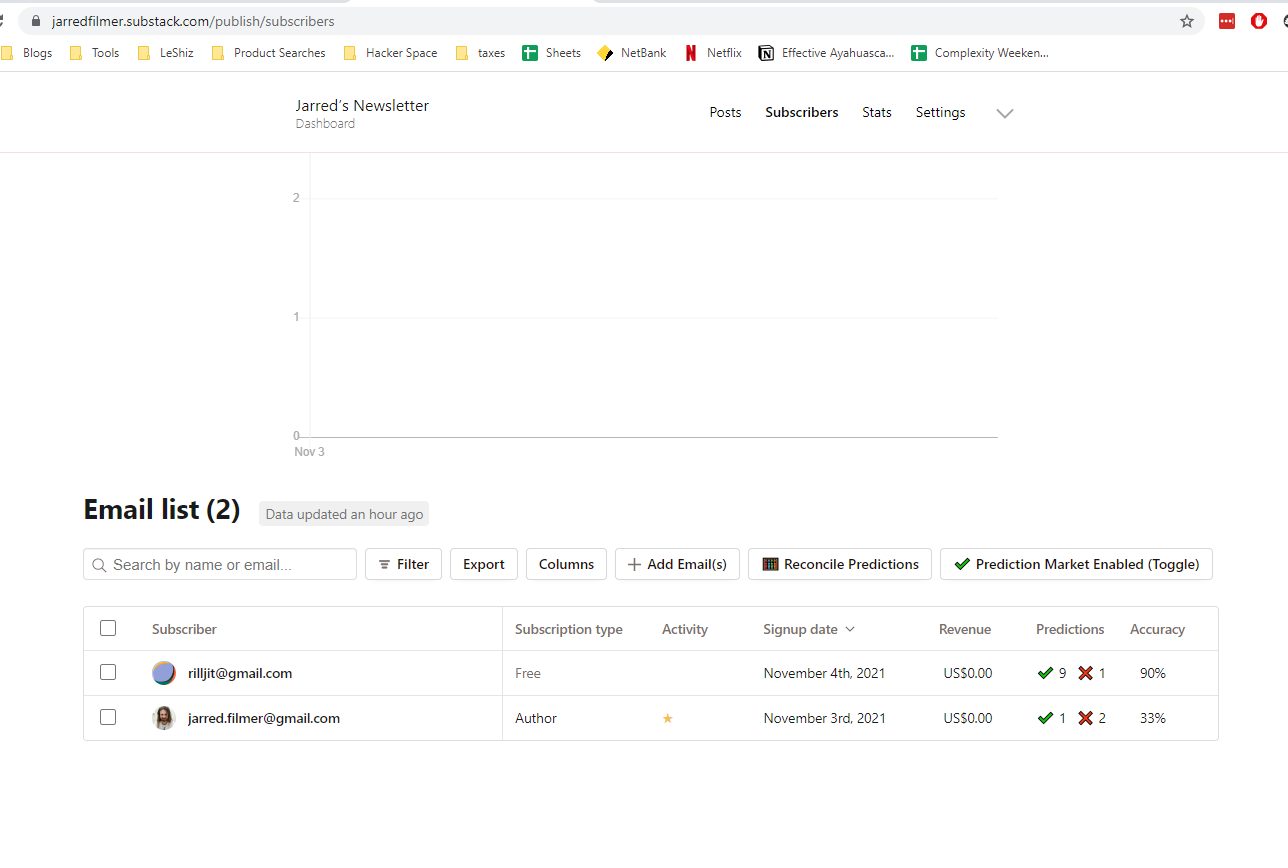 jarredfilmer.substack.com/publish/subscribers
Blogs Tools LeShiz Product Searches Hacker Space taxes Sheets NetBank Netflix Effective Ayahuasca... Complexity Weeken...
Jarred's Newsletter
Dashboard
Posts Subscribers Stats Settings
2
1
0
Nov 3
Email list (2) Data updated an hour ago
Search by name or email... Filter Export Columns Add Email(s) Reconcile Predictions Prediction Market Enabled (Toggle)
Subscriber Subscription type Activity Signup date Revenue Predictions Accuracy
rilljit@gmail.com Free November 4th, 2021 US$0.00 ✔ 9 ✖ 1 90%
jarred.filmer@gmail.com Author November 3rd, 2021 US$0.00 ✔ 1 ✖ 2 33%